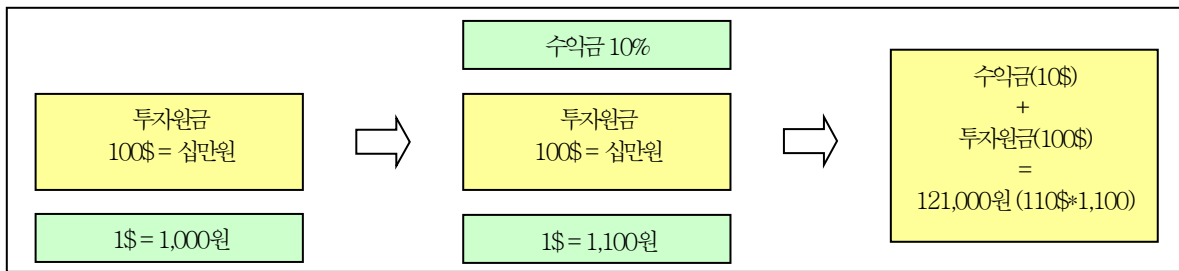 투자원금
100$ = 십만원
1$ = 1,000원
수익금 10%
투자원금
100$ = 십만원
1$ = 1,100원
수익금(10$)
+
투자원금(100$)
=
121,000원 (110$*1,100)